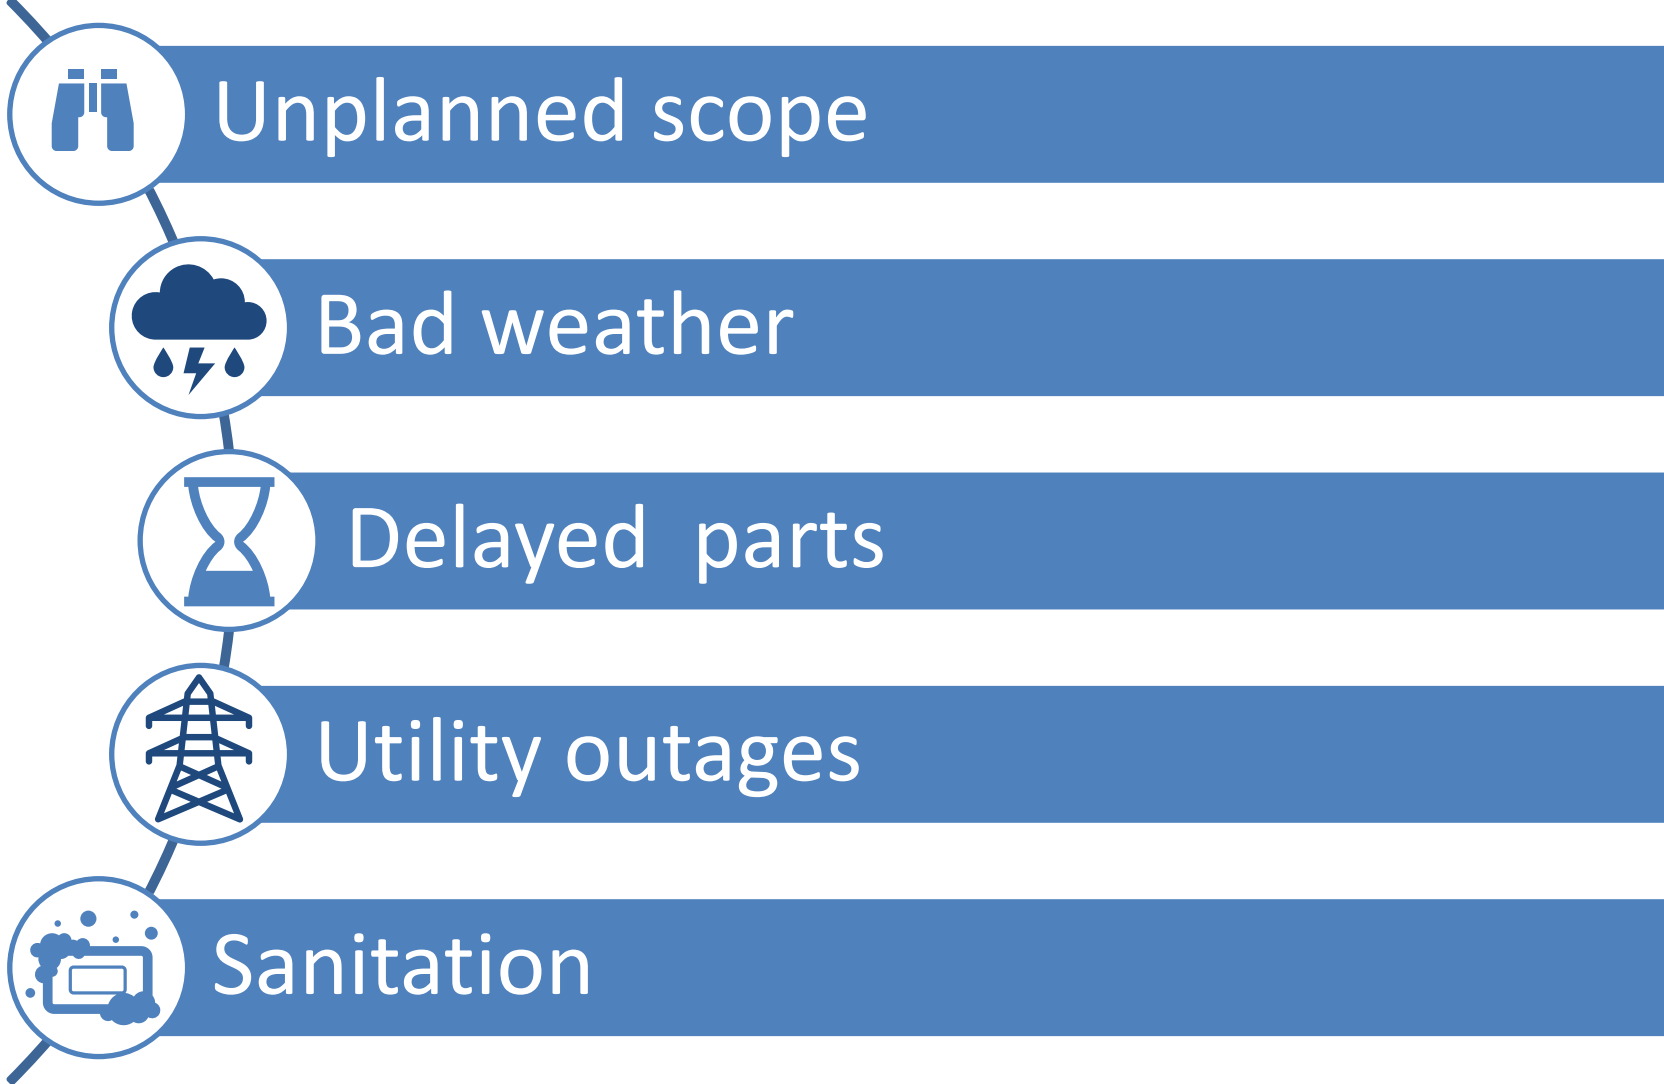 Unplanned scope
Bad weather
Delayed  parts
Utility outages
Sanitation